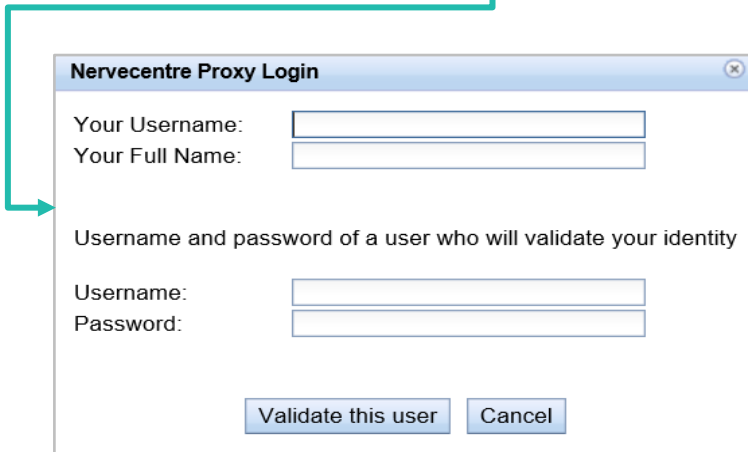 Nervecentre Proxy Login
Your Username:
Your Full Name:
Username and password of a user who will validate your identity
Username:
Password:
Validate this user Cancel